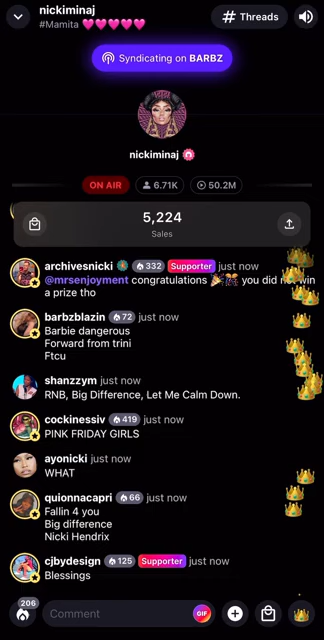 nickiminaj
#Mamita 💗💗💗💗💗
# Threads
Syndicating on BARBZ
nickiminaj
ON AIR 6.71K 50.2M
5,224
Sales
archivesnicki 332 Supporter just now
@mrsenjoyment congratulations 🎉🎊 you did not win
a prize tho
barbzblazin 72 just now
Barbie dangerous
Forward from trini
Ftcu
shanzzym just now
RNB, Big Difference, Let Me Calm Down.
cockinessiv 419 just now
PINK FRIDAY GIRLS
ayonicki just now
WHAT
quionnacapri 66 just now
Fallin 4 you
Big difference
Nicki Hendrix
cjbydesign 125 Supporter just now
Blessings
206
Comment
GIF